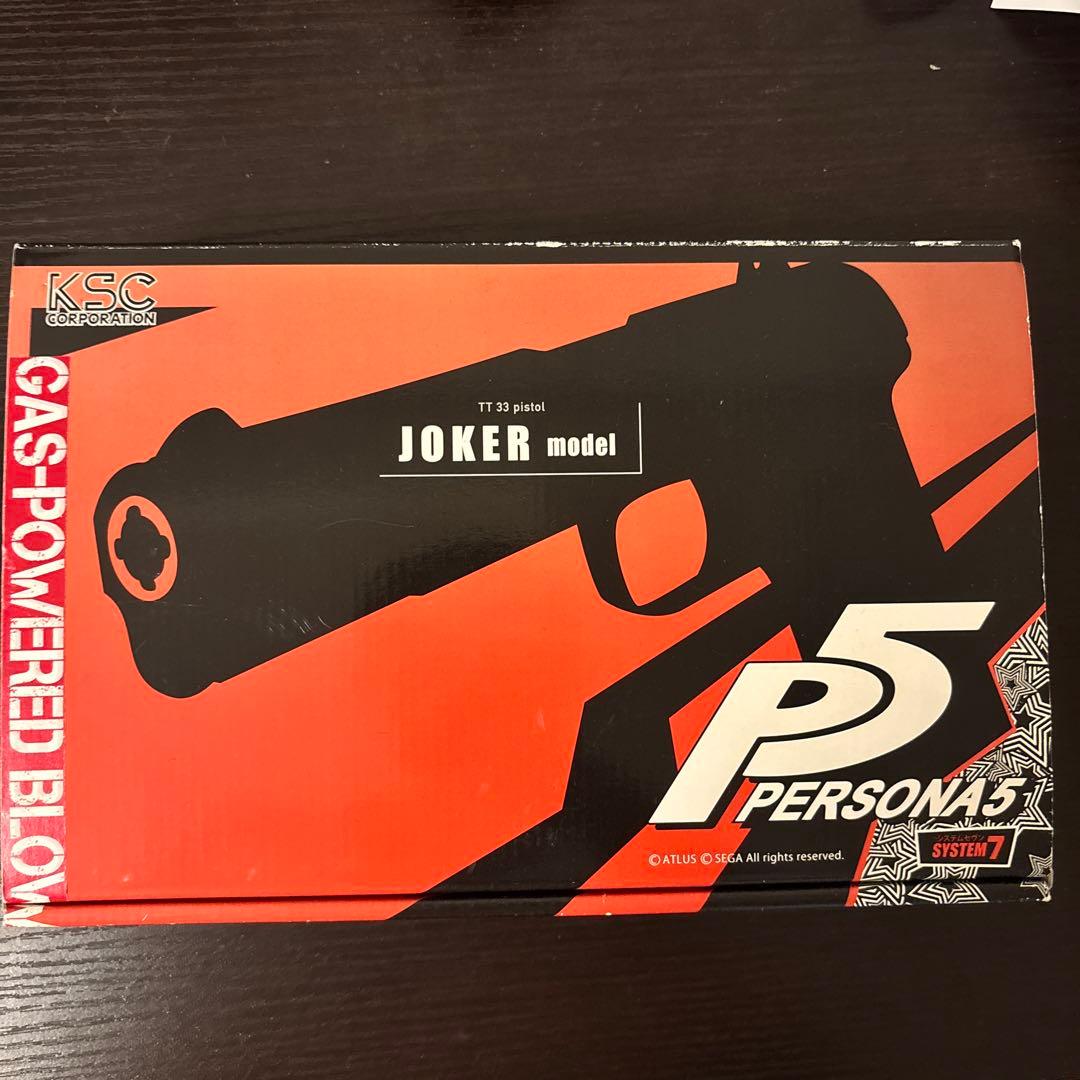 KSC
CORPORATION
GAS-POWERED BLOW
TT 33 pistol
JOKER model
P5
PERSONA5
システムセヴン
SYSTEM 7
©ATLUS ©SEGA All rights reserved.